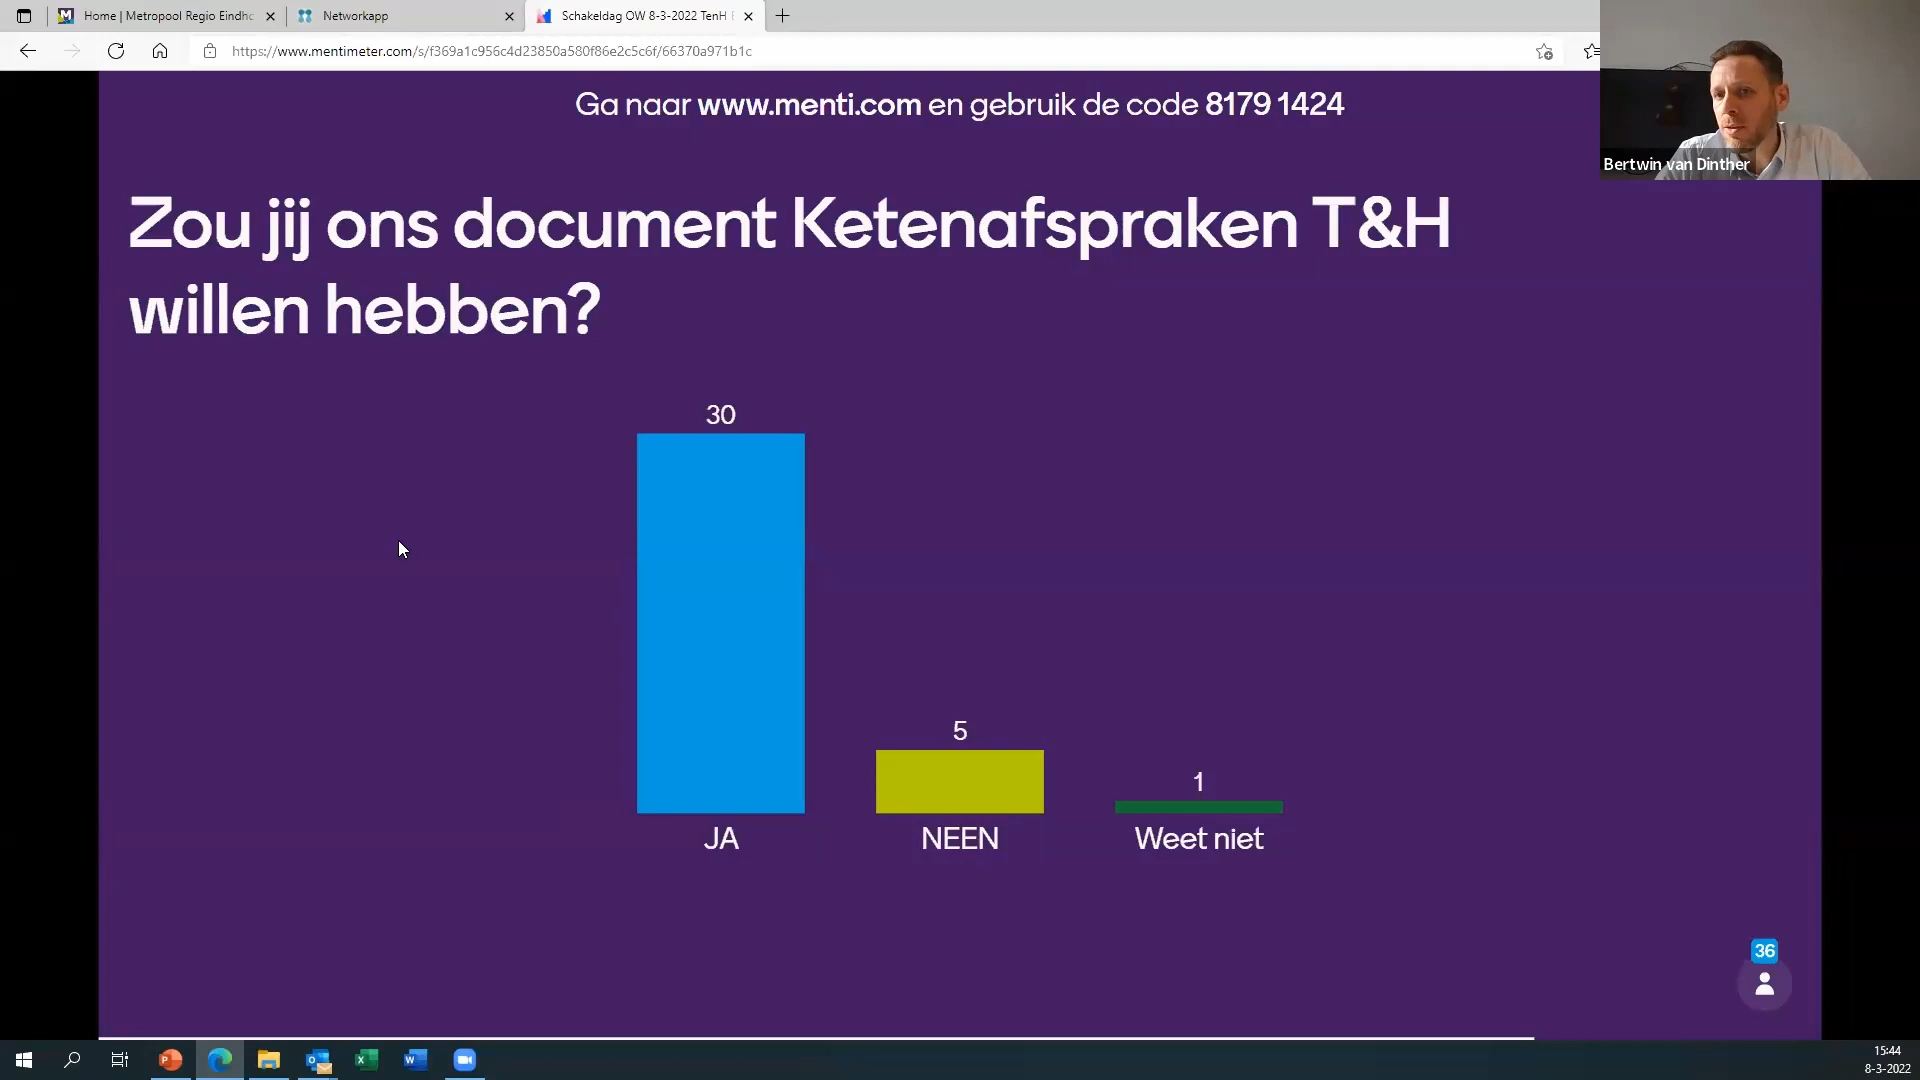 Home | Metropool Regio Eindho
Networkapp
Schakeldag OW 8-3-2022 TenH E
https://www.mentimeter.com/s/f369a1c956c4d23850a580f86e2c5c6f/66370a971b1c
Ga naar www.menti.com en gebruik de code 8179 1424
Bertwin van Dinther
Zou jij ons document Ketenafspraken T&H
willen hebben?
30
5
1
JA
NEEN
Weet niet
36
15:44
8-3-2022